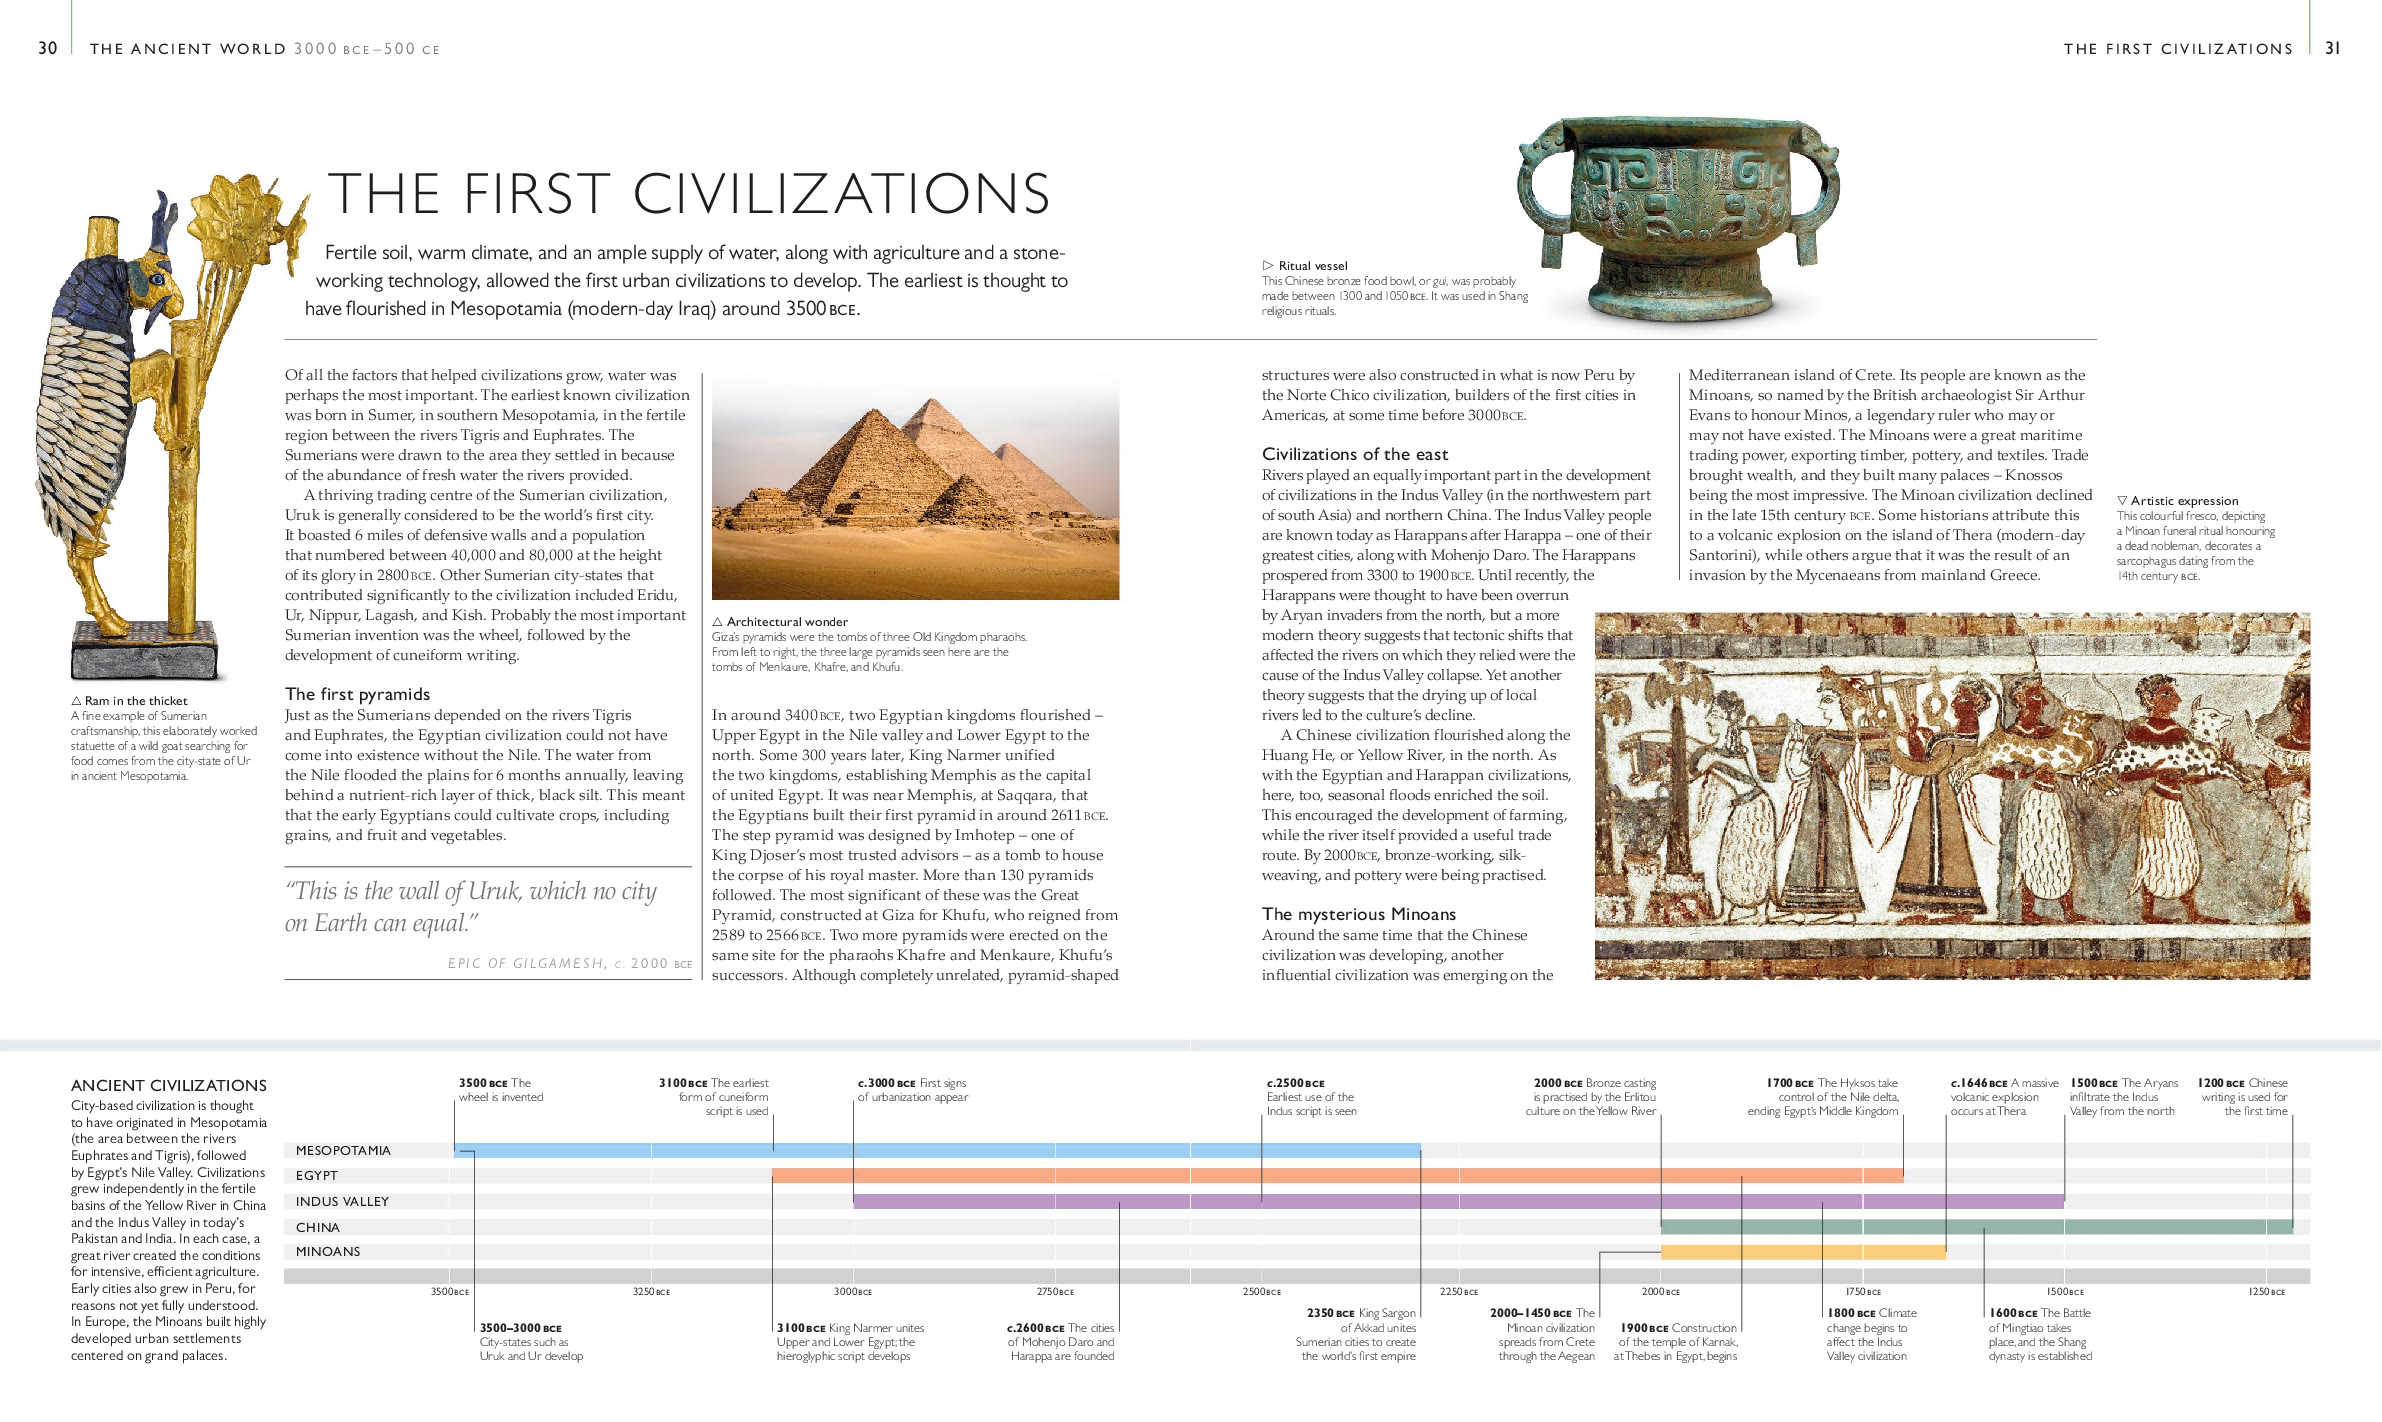 30
THE ANCIENT WORLD 3000 BCE–500 CE
THE FIRST CIVILIZATIONS
31
THE FIRST CIVILIZATIONS
Fertile soil, warm climate, and an ample supply of water, along with agriculture and a stone-
working technology, allowed the first urban civilizations to develop. The earliest is thought to
have flourished in Mesopotamia (modern-day Iraq) around 3500 BCE.
▷ Ritual vessel
This Chinese bronze food bowl, or gui, was probably
made between 1300 and 1050 BCE. It was used in Shang
religious rituals.
△ Ram in the thicket
A fine example of Sumerian
craftsmanship, this elaborately worked
statuette of a wild goat searching for
food comes from the city-state of Ur
in ancient Mesopotamia.
Of all the factors that helped civilizations grow, water was
perhaps the most important. The earliest known civilization
was born in Sumer, in southern Mesopotamia, in the fertile
region between the rivers Tigris and Euphrates. The
Sumerians were drawn to the area they settled in because
of the abundance of fresh water the rivers provided.
A thriving trading centre of the Sumerian civilization,
Uruk is generally considered to be the world's first city.
It boasted 6 miles of defensive walls and a population
that numbered between 40,000 and 80,000 at the height
of its glory in 2800 BCE. Other Sumerian city-states that
contributed significantly to the civilization included Eridu,
Ur, Nippur, Lagash, and Kish. Probably the most important
Sumerian invention was the wheel, followed by the
development of cuneiform writing.
The first pyramids
Just as the Sumerians depended on the rivers Tigris
and Euphrates, the Egyptian civilization could not have
come into existence without the Nile. The water from
the Nile flooded the plains for 6 months annually, leaving
behind a nutrient-rich layer of thick, black silt. This meant
that the early Egyptians could cultivate crops, including
grains, and fruit and vegetables.
“This is the wall of Uruk, which no city
on Earth can equal.”
EPIC OF GILGAMESH, c. 2000 BCE
△ Architectural wonder
Giza's pyramids were the tombs of three Old Kingdom pharaohs.
From left to right, the three large pyramids seen here are the
tombs of Menkaure, Khafre, and Khufu.
In around 3400 BCE, two Egyptian kingdoms flourished –
Upper Egypt in the Nile valley and Lower Egypt to the
north. Some 300 years later, King Narmer unified
the two kingdoms, establishing Memphis as the capital
of united Egypt. It was near Memphis, at Saqqara, that
the Egyptians built their first pyramid in around 2611 BCE.
The step pyramid was designed by Imhotep – one of
King Djoser's most trusted advisors – as a tomb to house
the corpse of his royal master. More than 130 pyramids
followed. The most significant of these was the Great
Pyramid, constructed at Giza for Khufu, who reigned from
2589 to 2566 BCE. Two more pyramids were erected on the
same site for the pharaohs Khafre and Menkaure, Khufu's
successors. Although completely unrelated, pyramid-shaped
structures were also constructed in what is now Peru by
the Norte Chico civilization, builders of the first cities in
Americas, at some time before 3000 BCE.
Civilizations of the east
Rivers played an equally important part in the development
of civilizations in the Indus Valley (in the northwestern part
of south Asia) and northern China. The Indus Valley people
are known today as Harappans after Harappa – one of their
greatest cities, along with Mohenjo Daro. The Harappans
prospered from 3300 to 1900 BCE. Until recently, the
Harappans were thought to have been overrun
by Aryan invaders from the north, but a more
modern theory suggests that tectonic shifts that
affected the rivers on which they relied were the
cause of the Indus Valley collapse. Yet another
theory suggests that the drying up of local
rivers led to the culture's decline.
A Chinese civilization flourished along the
Huang He, or Yellow River, in the north. As
with the Egyptian and Harappan civilizations,
here, too, seasonal floods enriched the soil.
This encouraged the development of farming,
while the river itself provided a useful trade
route. By 2000 BCE, bronze-working, silk-
weaving, and pottery were being practised.
The mysterious Minoans
Around the same time that the Chinese
civilization was developing, another
influential civilization was emerging on the
Mediterranean island of Crete. Its people are known as the
Minoans, so named by the British archaeologist Sir Arthur
Evans to honour Minos, a legendary ruler who may or
may not have existed. The Minoans were a great maritime
trading power, exporting timber, pottery, and textiles. Trade
brought wealth, and they built many palaces – Knossos
being the most impressive. The Minoan civilization declined
in the late 15th century BCE. Some historians attribute this
to a volcanic explosion on the island of Thera (modern-day
Santorini), while others argue that it was the result of an
invasion by the Mycenaeans from mainland Greece.
▽ Artistic expression
This colourful fresco, depicting
a Minoan funeral ritual honouring
a dead nobleman, decorates a
sarcophagus dating from the
14th century BCE.
ANCIENT CIVILIZATIONS
City-based civilization is thought
to have originated in Mesopotamia
(the area between the rivers
Euphrates and Tigris), followed
by Egypt's Nile Valley. Civilizations
grew independently in the fertile
basins of the Yellow River in China
and the Indus Valley in today's
Pakistan and India. In each case, a
great river created the conditions
for intensive, efficient agriculture.
Early cities also grew in Peru, for
reasons not yet fully understood.
In Europe, the Minoans built highly
developed urban settlements
centered on grand palaces.
3500 BCE The
wheel is invented
3100 BCE The earliest
form of cuneiform
script is used
c.3000 BCE First signs
of urbanization appear
c.2500 BCE
Earliest use of the
Indus script is seen
2000 BCE Bronze casting
is practised by the Erlitou
culture on the Yellow River
1700 BCE The Hyksos take
control of the Nile delta,
ending Egypt's Middle Kingdom
c.1646 BCE A massive
volcanic explosion
occurs at Thera
1500 BCE The Aryans
infiltrate the Indus
Valley from the north
1200 BCE Chinese
writing is used for
the first time
MESOPOTAMIA
EGYPT
INDUS VALLEY
CHINA
MINOANS
3500 BCE
3250 BCE
3000 BCE
2750 BCE
2500 BCE
2250 BCE
2000 BCE
1750 BCE
1500 BCE
1250 BCE
3500–3000 BCE
City-states such as
Uruk and Ur develop
3100 BCE King Narmer unites
Upper and Lower Egypt; the
hieroglyphic script develops
c.2600 BCE The cities
of Mohenjo Daro and
Harappa are founded
2350 BCE King Sargon
of Akkad unites
Sumerian cities to create
the world's first empire
2000–1450 BCE The
Minoan civilization
spreads from Crete
through the Aegean
1900 BCE Construction
of the temple of Karnak,
at Thebes in Egypt, begins
1800 BCE Climate
change begins to
affect the Indus
Valley civilization
1600 BCE The Battle
of Mingtiao takes
place, and the Shang
dynasty is established